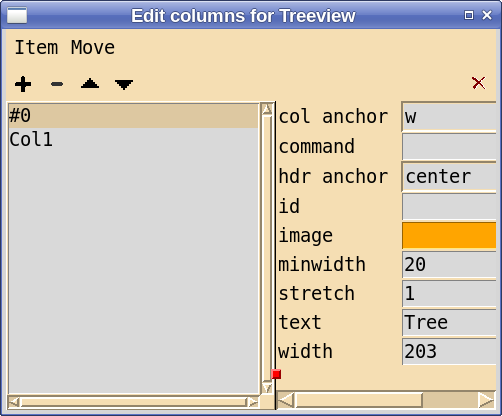 Edit columns for Treeview
Item Move
#0
Col1
col anchor w
command
hdr anchor center
id
image
minwidth 20
stretch 1
text Tree
width 203